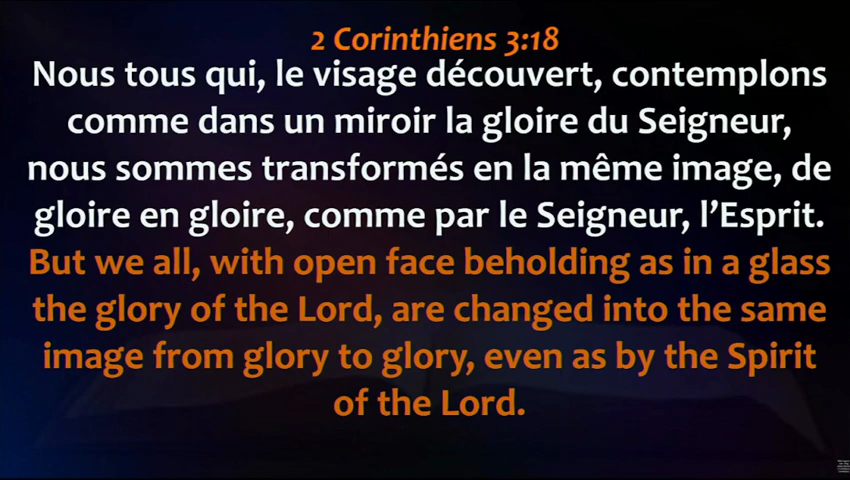 2 Corinthiens 3:18
Nous tous qui, le visage découvert, contemplons
comme dans un miroir la gloire du Seigneur,
nous sommes transformés en la même image, de
gloire en gloire, comme par le Seigneur, l’Esprit.
But we all, with open face beholding as in a glass
the glory of the Lord, are changed into the same
image from glory to glory, even as by the Spirit
of the Lord.